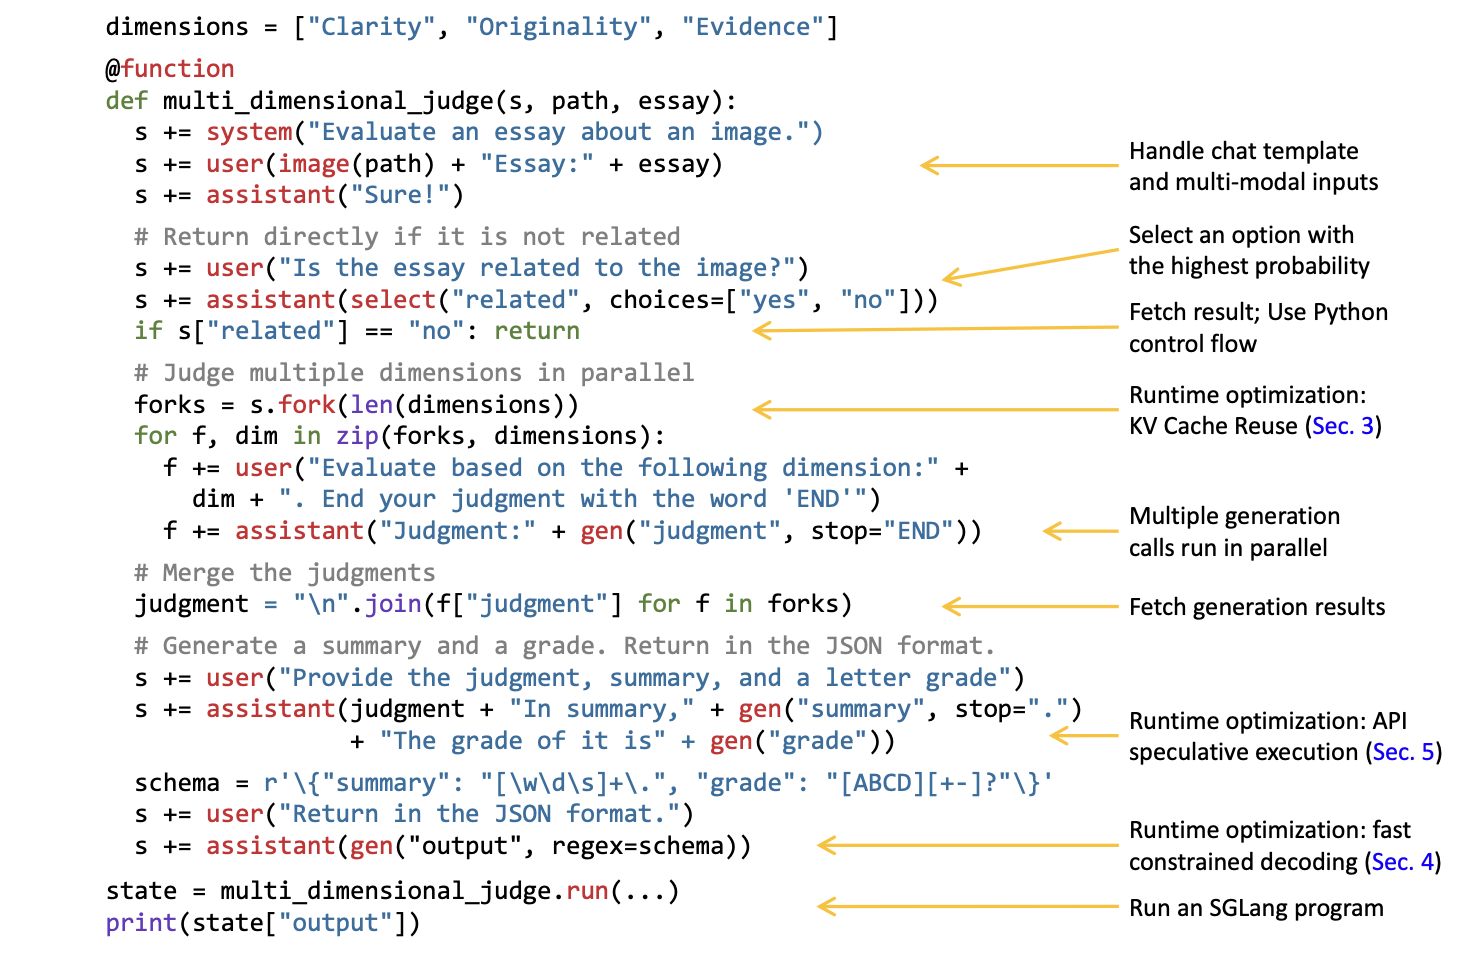 dimensions = ["Clarity", "Originality", "Evidence"]
@function
def multi_dimensional_judge(s, path, essay):
  s += system("Evaluate an essay about an image.")
  s += user(image(path) + "Essay:" + essay)
  s += assistant("Sure!")
Handle chat template
and multi-modal inputs
  # Return directly if it is not related
  s += user("Is the essay related to the image?")
  s += assistant(select("related", choices=["yes", "no"]))
  if s["related"] == "no": return
Select an option with
the highest probability
Fetch result; Use Python
control flow
  # Judge multiple dimensions in parallel
  forks = s.fork(len(dimensions))
  for f, dim in zip(forks, dimensions):
    f += user("Evaluate based on the following dimension:" +
      dim + ". End your judgment with the word 'END'")
    f += assistant("Judgment:" + gen("judgment", stop="END"))
Runtime optimization:
KV Cache Reuse (Sec. 3)
Multiple generation
calls run in parallel
  # Merge the judgments
  judgment = "\n".join(f["judgment"] for f in forks)
Fetch generation results
  # Generate a summary and a grade. Return in the JSON format.
  s += user("Provide the judgment, summary, and a letter grade")
  s += assistant(judgment + "In summary," + gen("summary", stop=".")
                 + "The grade of it is" + gen("grade"))
Runtime optimization: API
speculative execution (Sec. 5)
  schema = r'\{"summary": "[\w\d\s]+\.", "grade": "[ABCD][+-]?"\}'
  s += user("Return in the JSON format.")
  s += assistant(gen("output", regex=schema))
Runtime optimization: fast
constrained decoding (Sec. 4)
state = multi_dimensional_judge.run(...)
print(state["output"])
Run an SGLang program